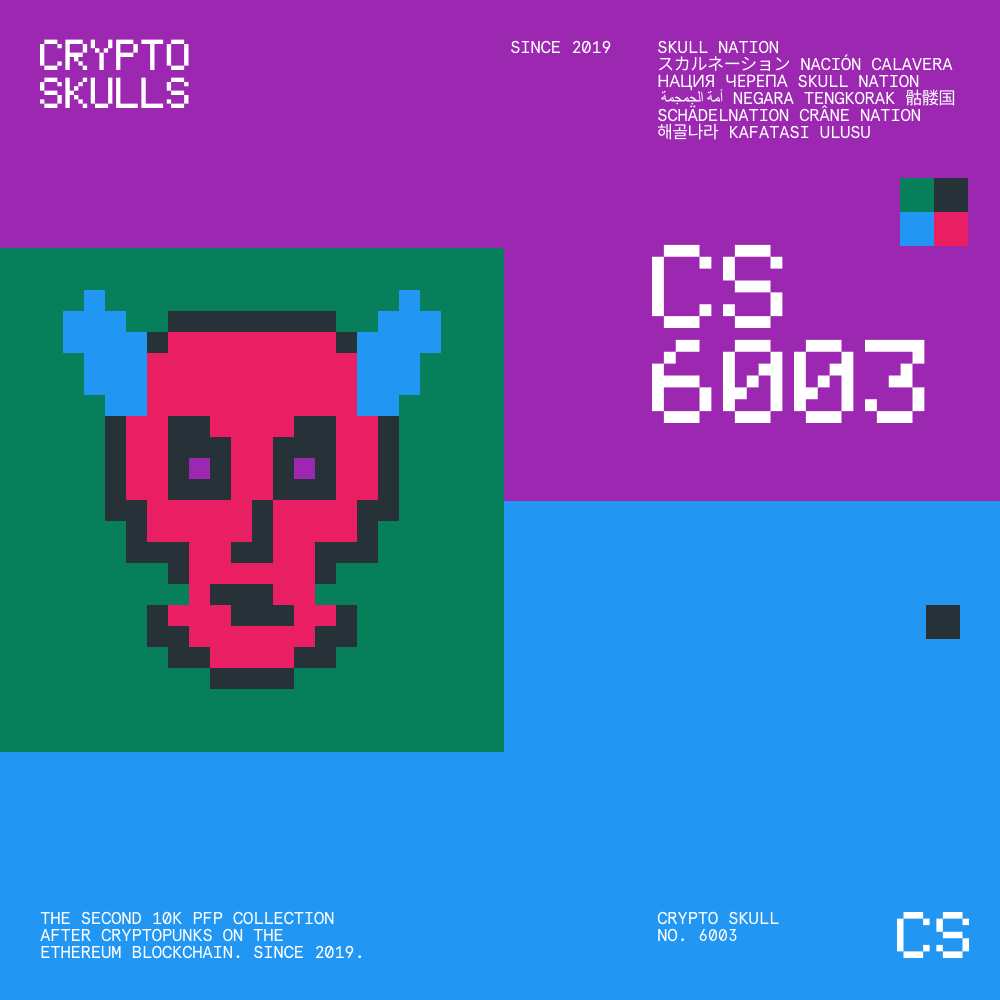 CRYPTO
SKULLS
SINCE 2019
SKULL NATION
スカルネーション NACIÓN CALAVERA
НАЦИЯ ЧЕРЕПА SKULL NATION
أمة الجمجمة NEGARA TENGKORAK 骷髅国
SCHÄDELNATION CRÂNE NATION
해골나라 KAFATASI ULUSU
CS
6003
THE SECOND 10K PFP COLLECTION
AFTER CRYPTOPUNKS ON THE
ETHEREUM BLOCKCHAIN. SINCE 2019.
CRYPTO SKULL
NO. 6003
CS